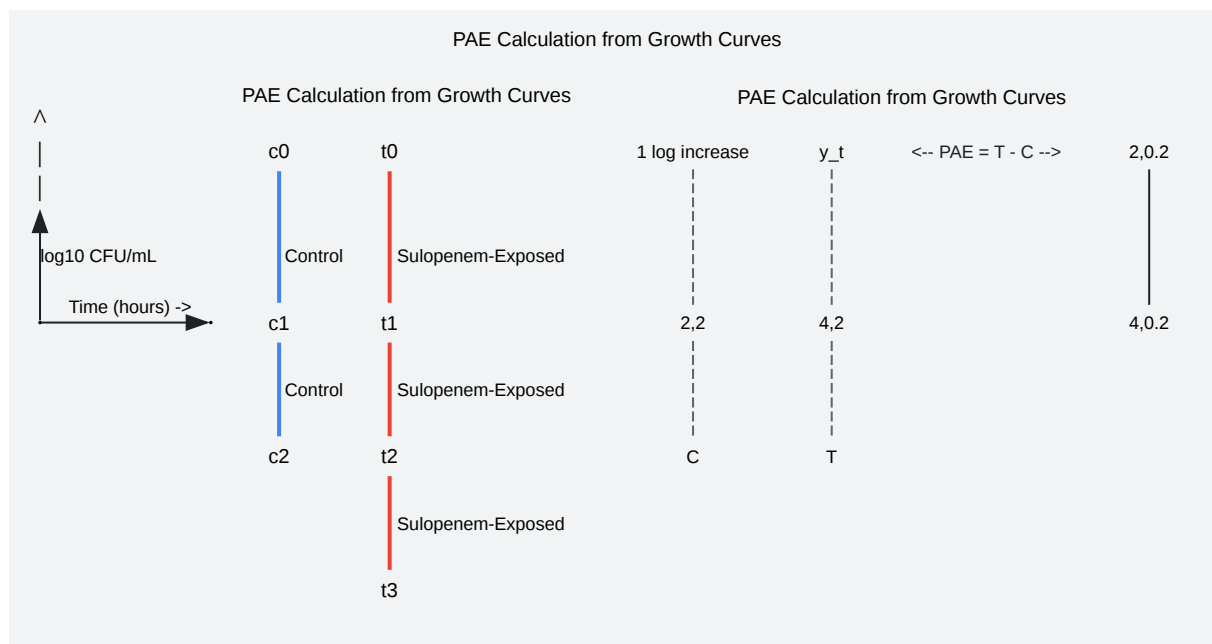 PAE Calculation from Growth Curves
PAE Calculation from Growth Curves
PAE Calculation from Growth Curves
^
|
|
log10 CFU/mL
Time (hours) ->
c0
t0
Control
Sulopenem-Exposed
c1
t1
Control
Sulopenem-Exposed
c2
t2
Sulopenem-Exposed
t3
1 log increase
y_t
<-- PAE = T - C -->
2,0.2
2,2
4,2
4,0.2
C
T